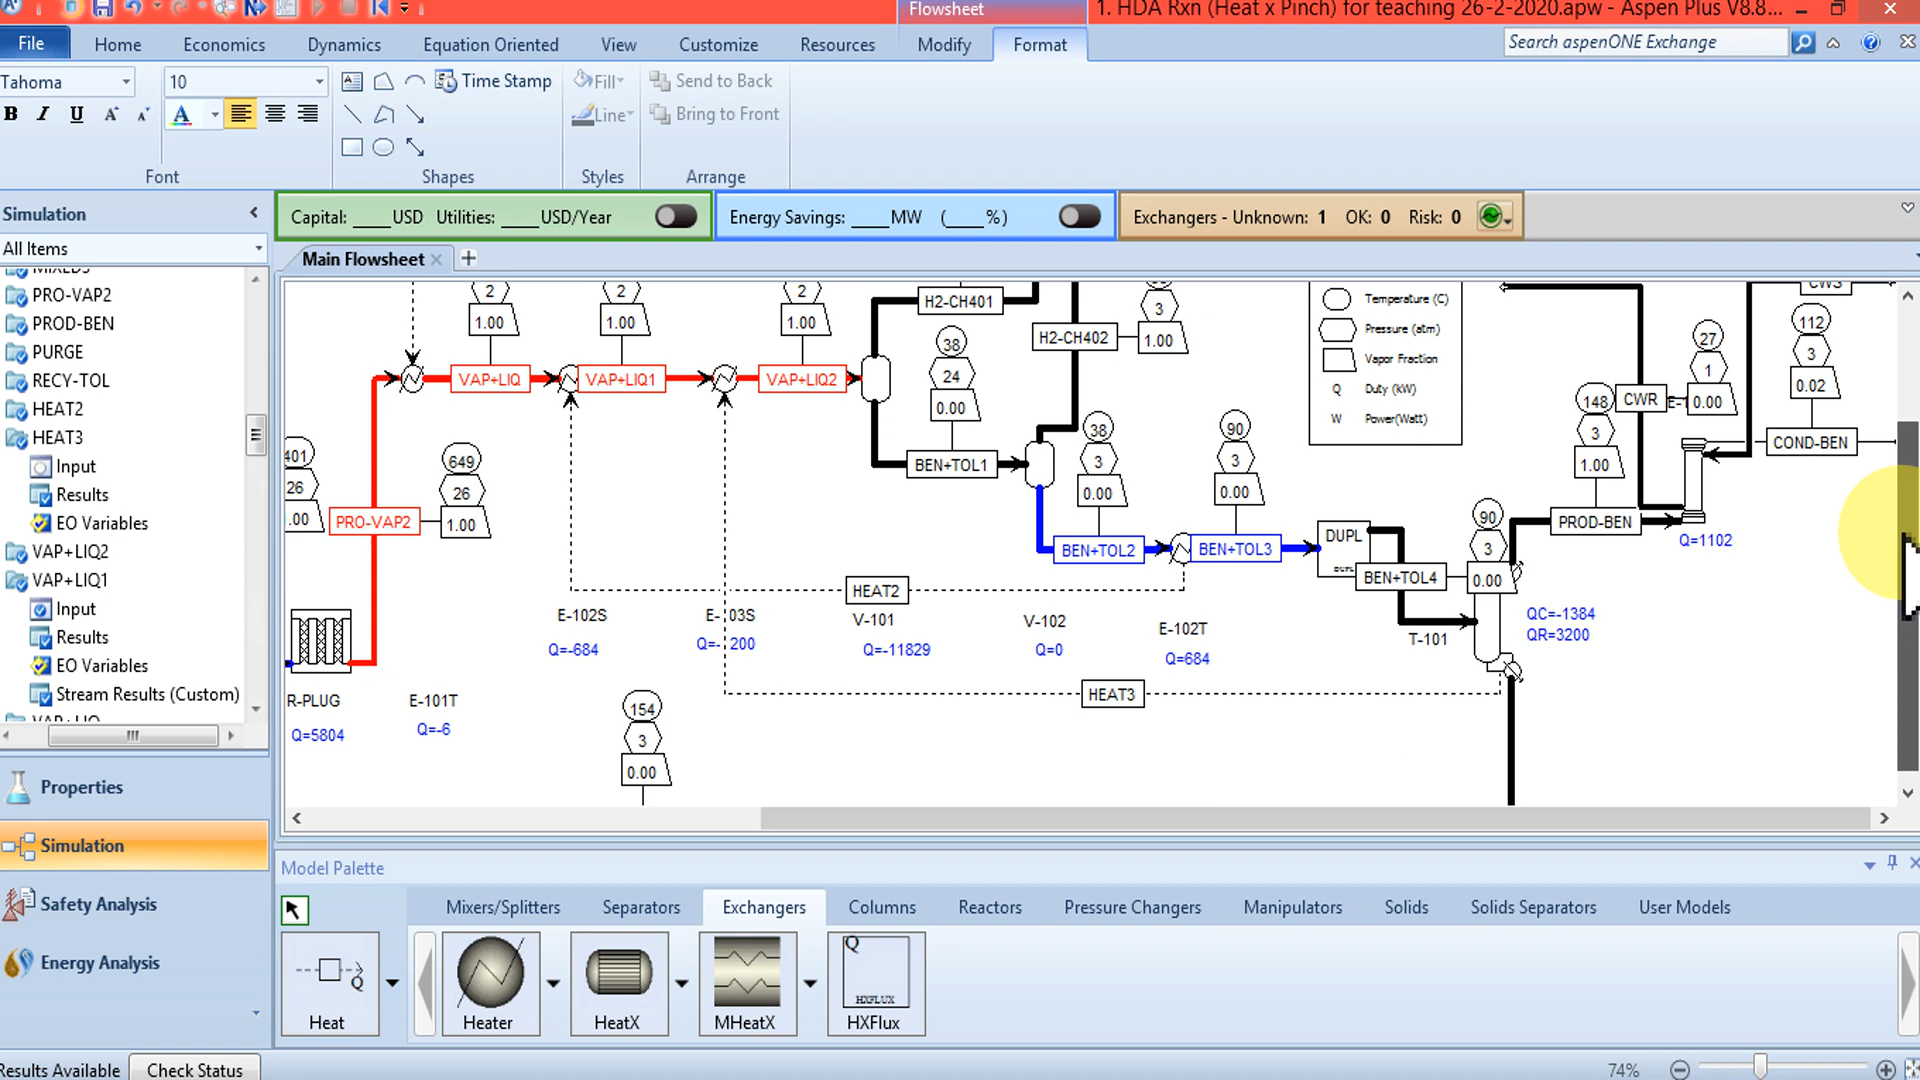 Flowsheet
1. HDA Rxn (Heat x Pinch) for teaching 26-2-2020.apw - Aspen Plus V8.8...
File Home Economics Dynamics Equation Oriented View Customize Resources Modify Format
Search aspenONE Exchange
Tahoma 10
Time Stamp
Fill
Send to Back
B I U A A
A
Line
Bring to Front
Font Shapes Styles Arrange
Simulation
All Items
Capital: ____USD Utilities: ____USD/Year
Energy Savings: ____MW (____%)
Exchangers - Unknown: 1 OK: 0 Risk: 0
Main Flowsheet
MIXEDS
PRO-VAP2
PROD-BEN
PURGE
RECY-TOL
HEAT2
HEAT3
Input
Results
EO Variables
VAP+LIQ2
VAP+LIQ1
Input
Results
EO Variables
Stream Results (Custom)
VAP+LIQ
Properties
Simulation
Safety Analysis
Energy Analysis
2
1.00
2
1.00
2
1.00
H2-CH401
H2-CH402
3
1.00
VAP+LIQ
VAP+LIQ1
VAP+LIQ2
38
24
0.00
BEN+TOL1
Temperature (C)
Pressure (atm)
Vapor Fraction
Q Duty (kW)
W Power(Watt)
CWS
112
3
0.02
27
1
0.00
CWR
E-1
COND-BEN
148
3
1.00
PROD-BEN
Q=1102
401
26
.00
649
26
1.00
PRO-VAP2
38
3
0.00
90
3
0.00
BEN+TOL2
BEN+TOL3
DUPL
DUPL
BEN+TOL4
90
3
0.00
HEAT2
E-102S
Q=-684
E-103S
Q=-200
V-101
Q=-11829
V-102
Q=0
E-102T
Q=684
T-101
QC=-1384
QR=3200
HEAT3
R-PLUG
Q=5804
E-101T
Q=-6
154
3
0.00
Model Palette
Mixers/Splitters Separators Exchangers Columns Reactors Pressure Changers Manipulators Solids Solids Separators User Models
Q
Q
HXFLUX
Heat Heater HeatX MHeatX HXFlux
Results Available Check Status
74%